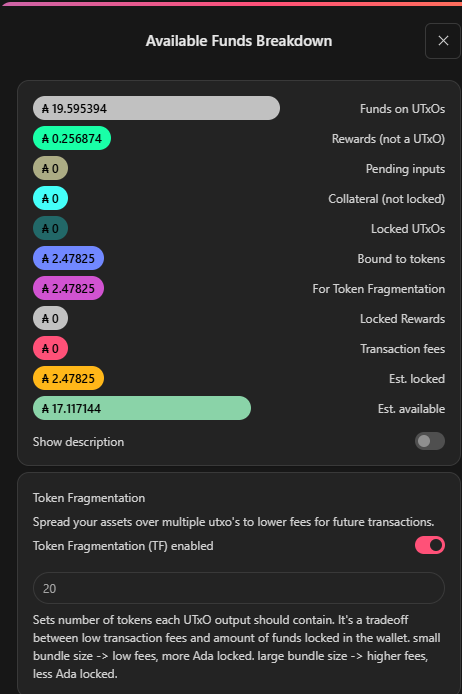 Available Funds Breakdown
₳ 19.595394 Funds on UTxOs
₳ 0.256874 Rewards (not a UTxO)
₳ 0 Pending inputs
₳ 0 Collateral (not locked)
₳ 0 Locked UTxOs
₳ 2.47825 Bound to tokens
₳ 2.47825 For Token Fragmentation
₳ 0 Locked Rewards
₳ 0 Transaction fees
₳ 2.47825 Est. locked
₳ 17.117144 Est. available
Show description
Token Fragmentation
Spread your assets over multiple utxo's to lower fees for future transactions.
Token Fragmentation (TF) enabled
20
Sets number of tokens each UTxO output should contain. It's a tradeoff
between low transaction fees and amount of funds locked in the wallet. small
bundle size -> low fees, more Ada locked. large bundle size -> higher fees,
less Ada locked.